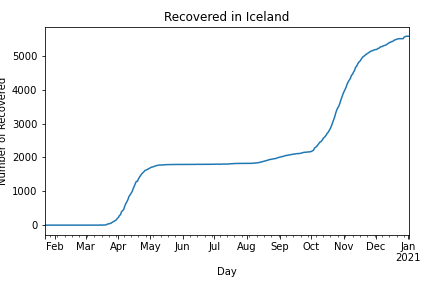 Recovered in Iceland
Number of Recovered
5000
4000
3000
2000
1000
0
Feb Mar Apr May Jun Jul Aug Sep Oct Nov Dec Jan
2021
Day